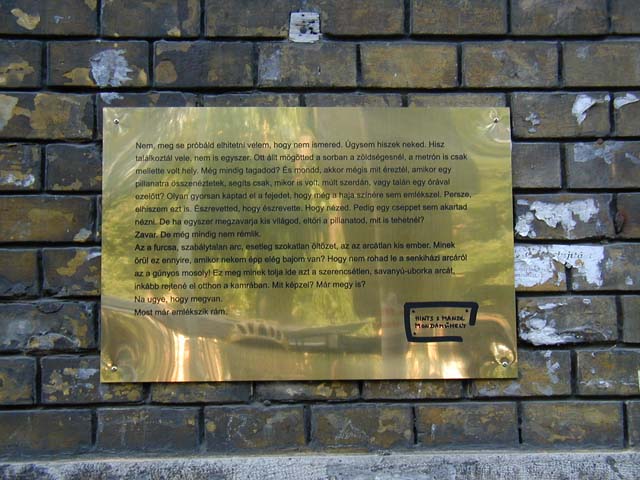 Nem, meg se próbáld elhitetni velem, hogy nem ismered. Úgysem hiszek neked. Hisz
találkoztál vele, nem is egyszer. Ott állt mögötted a sorban a zöldségesnél, a metrón is csak
mellette volt hely. Még mindig tagadod? És mondd, akkor mégis mit éreztél, amikor egy
pillanatra összenéztetek, segíts csak, mikor is volt, múlt szerdán, vagy talán egy órával
ezelőtt? Olyan gyorsan kaptad el a fejedet, hogy még a haja színére sem emlékszel. Persze,
elhiszem ezt is. Észrevetted, hogy észrevette. Hogy nézed. Pedig egy cseppet sem akartad
nézni. De ha egyszer megzavarja kis világod, eltöri a pillanatod, mit is tehetnél?
Zavar. De még mindig nem rémlik.
Az a furcsa, szabálytalan arc, esetleg szokatlan öltözet, az az arcátlan kis ember. Minek
örül ez ennyire, amikor nekem épp elég bajom van? Hogy nem rohad le a senkiházi arcáról
az a gúnyos mosoly! Ez meg minek tolja ide azt a szerencsétlen, savanyú-uborka arcát,
inkább rejtené el otthon a kamrában. Mit képzel? Már megy is?
Na ugye, hogy megvan.
Most már emlékszik rám.
HINTS & MANDL
MONDAMŰHELY